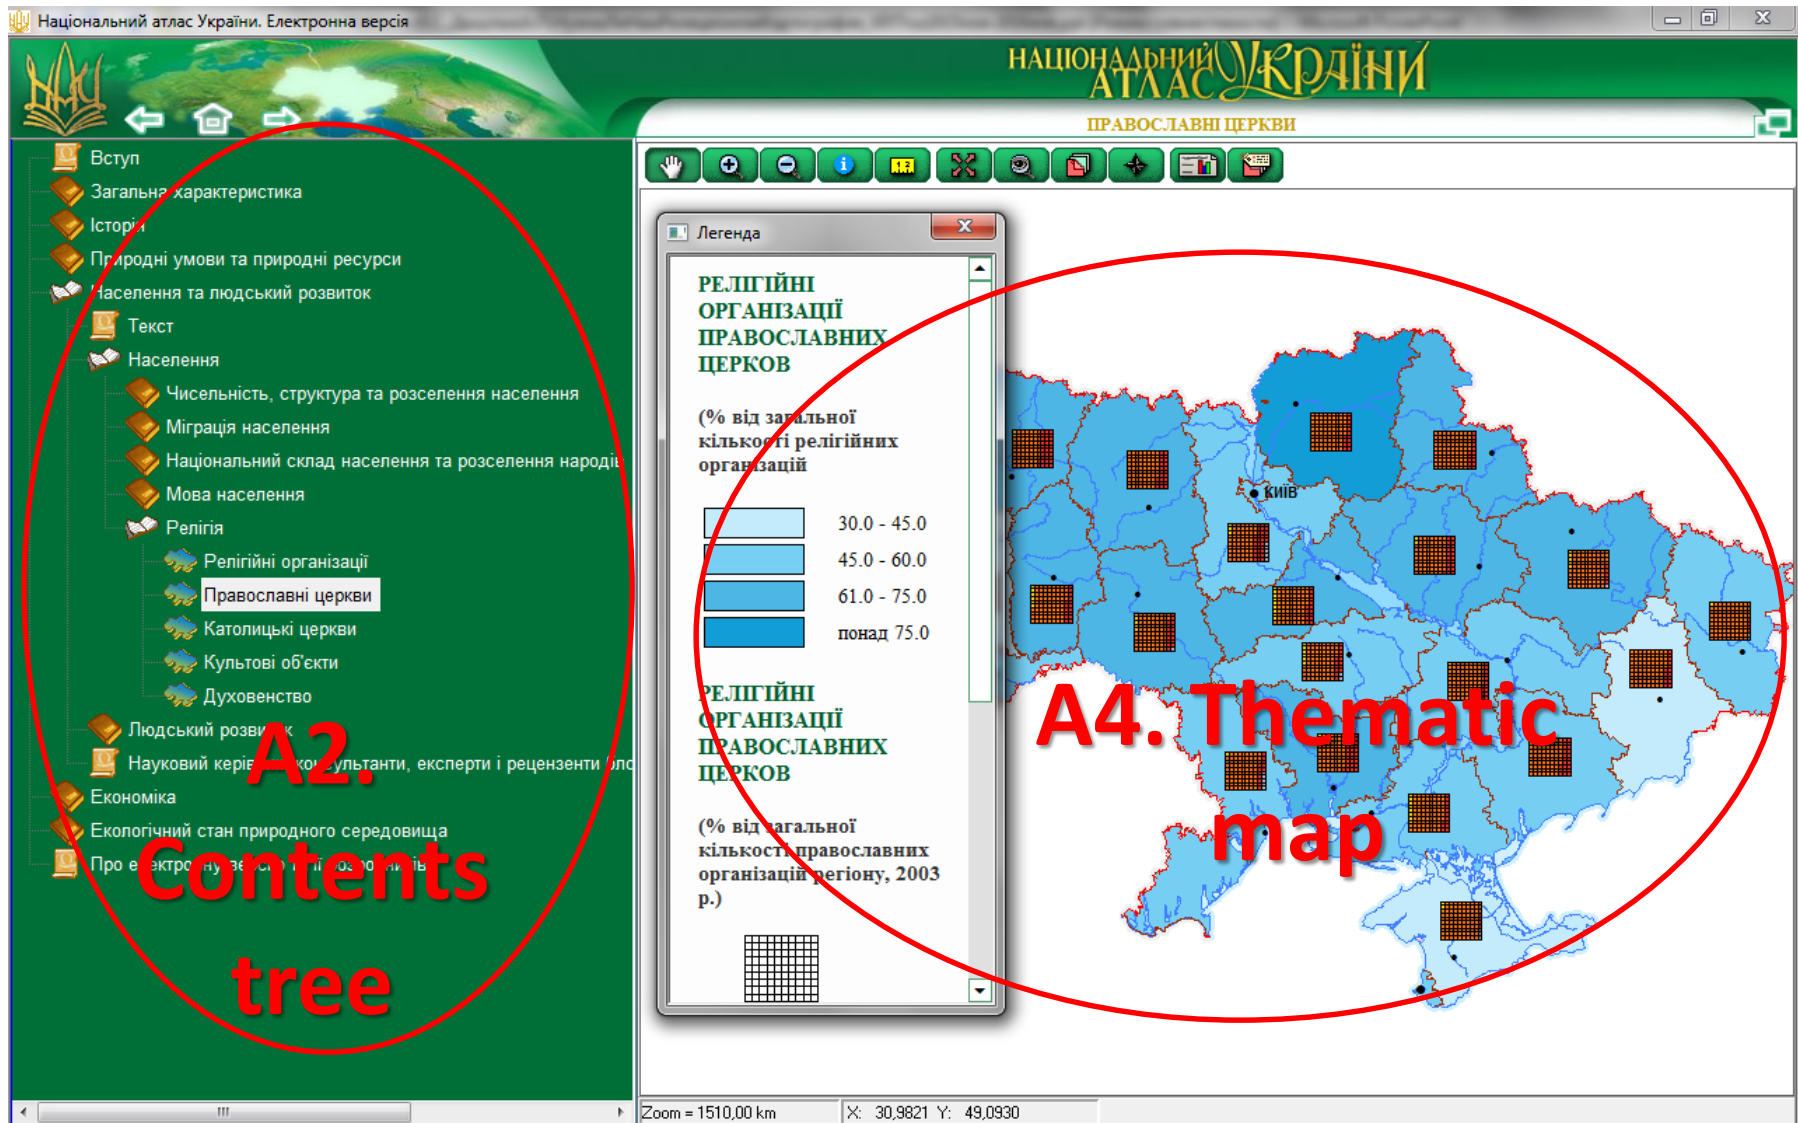 Національний атлас України. Електронна версія
НАЦІОНАЛЬНИЙ
АТЛАС УКРАЇНИ
ПРАВОСЛАВНІ ЦЕРКВИ
Вступ
Загальна характеристика
Історія
Природні умови та природні ресурси
Населення та людський розвиток
Текст
Населення
Чисельність, структура та розселення населення
Міграція населення
Національний склад населення та розселення народів
Мова населення
Релігія
Релігійні організації
Православні церкви
Католицькі церкви
Культові об'єкти
Духовенство
Людський розвиток
Науковий консультанти, експерти і рецензенти
Економіка
Екологічний стан природного середовища
Про електронну
A2.
Contents
tree
Легенда
РЕЛІГІЙНІ
ОРГАНІЗАЦІЇ
ПРАВОСЛАВНИХ
ЦЕРКОВ
(% від загальної
кількості релігійних
організацій
30.0 - 45.0
45.0 - 60.0
61.0 - 75.0
понад 75.0
РЕЛІГІЙНІ
ОРГАНІЗАЦІЇ
ПРАВОСЛАВНИХ
ЦЕРКОВ
(% від загальної
кількості православних
організацій регіону, 2003
р.)
КИЇВ
A4. Thematic
map
Zoom = 1510,00 km
X: 30,9821 Y: 49,0930